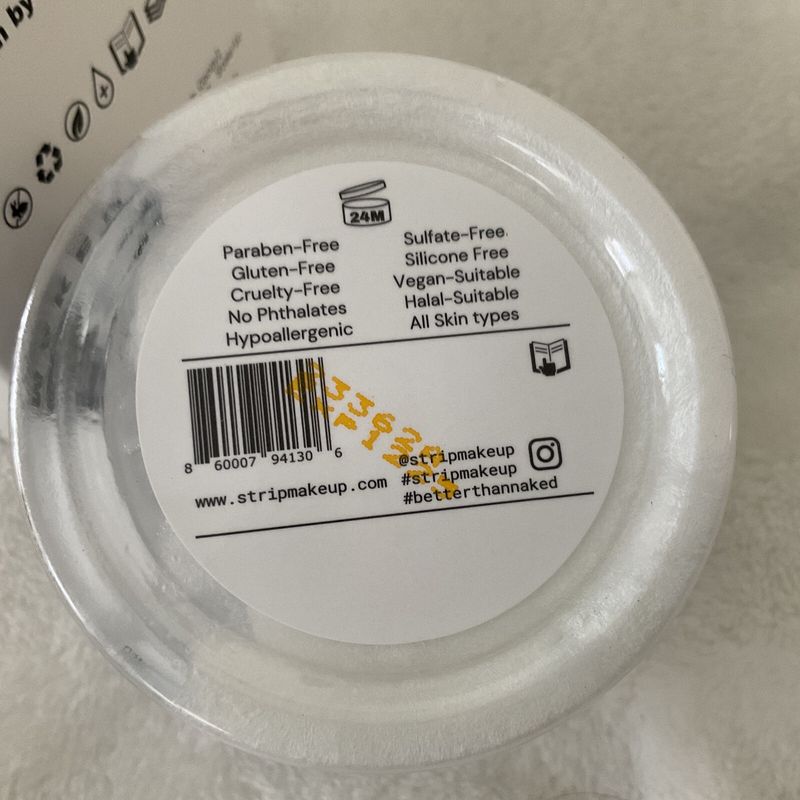 n by
24M
Paraben-Free
Gluten-Free
Cruelty-Free
No Phthalates
Hypoallergenic
Sulfate-Free
Silicone Free
Vegan-Suitable
Halal-Suitable
All Skin types
8 60007 94130 6
www.stripmakeup.com
@stripmakeup
#stripmakeup
#betterthannaked